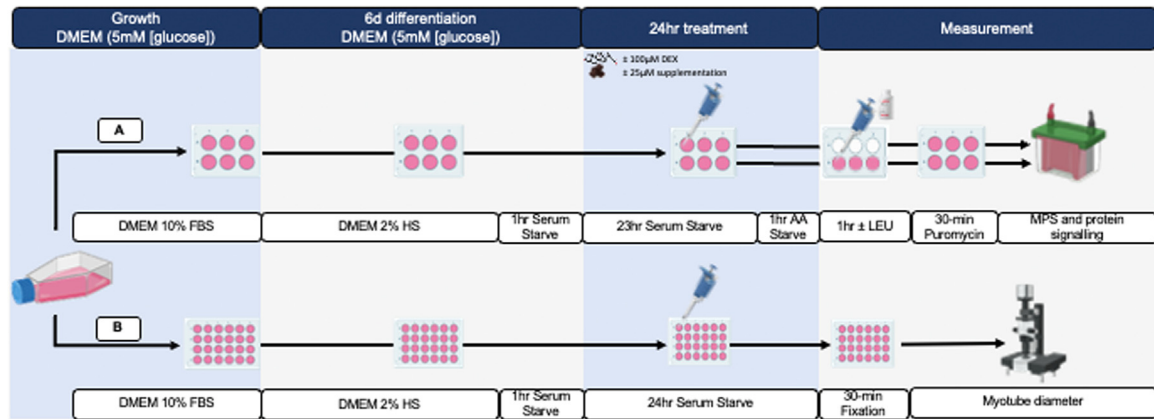 Growth
DMEM (5mM [glucose])
6d differentiation
DMEM (5mM [glucose])
24hr treatment
Measurement
± 100µM DEX
± 25µM supplementation
A
DMEM 10% FBS
DMEM 2% HS
1hr Serum
Starve
23hr Serum Starve
1hr AA
Starve
1hr ± LEU
30-min
Puromycin
MPS and protein
signalling
B
DMEM 10% FBS
DMEM 2% HS
1hr Serum
Starve
24hr Serum Starve
30-min
Fixation
Myotube diameter